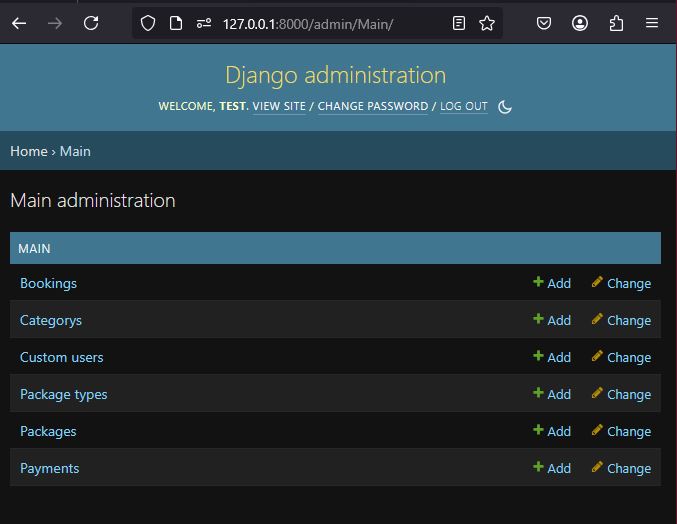 127.0.0.1:8000/admin/Main/
Django administration
WELCOME, TEST. VIEW SITE / CHANGE PASSWORD / LOG OUT
Home › Main
Main administration
MAIN
Bookings Add Change
Categorys Add Change
Custom users Add Change
Package types Add Change
Packages Add Change
Payments Add Change